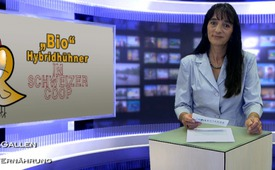 „Bio“
Hybridhühner
IN
SCHWEIZER
COOP
GALLEN
ERNÄHRUNG